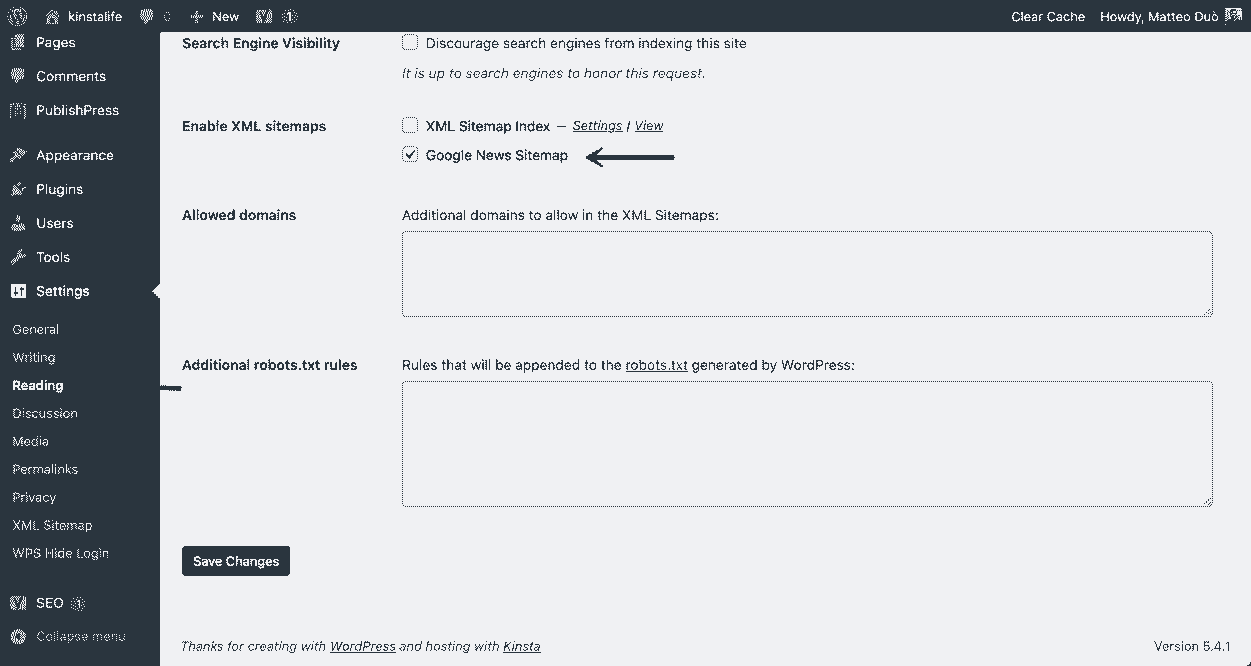 kinstalife 0 New 1 Clear Cache Howdy, Matteo Duò
Pages
Comments
PublishPress
Appearance
Plugins
Users
Tools
Settings
General
Writing
Reading
Discussion
Media
Permalinks
Privacy
XML Sitemap
WPS Hide Login
SEO 1
Collapse menu
Search Engine Visibility
Discourage search engines from indexing this site
It is up to search engines to honor this request.
Enable XML sitemaps
XML Sitemap Index — Settings / View
Google News Sitemap
Allowed domains
Additional domains to allow in the XML Sitemaps:
Additional robots.txt rules
Rules that will be appended to the robots.txt generated by WordPress:
Save Changes
Thanks for creating with WordPress and hosting with Kinsta
Version 5.4.1